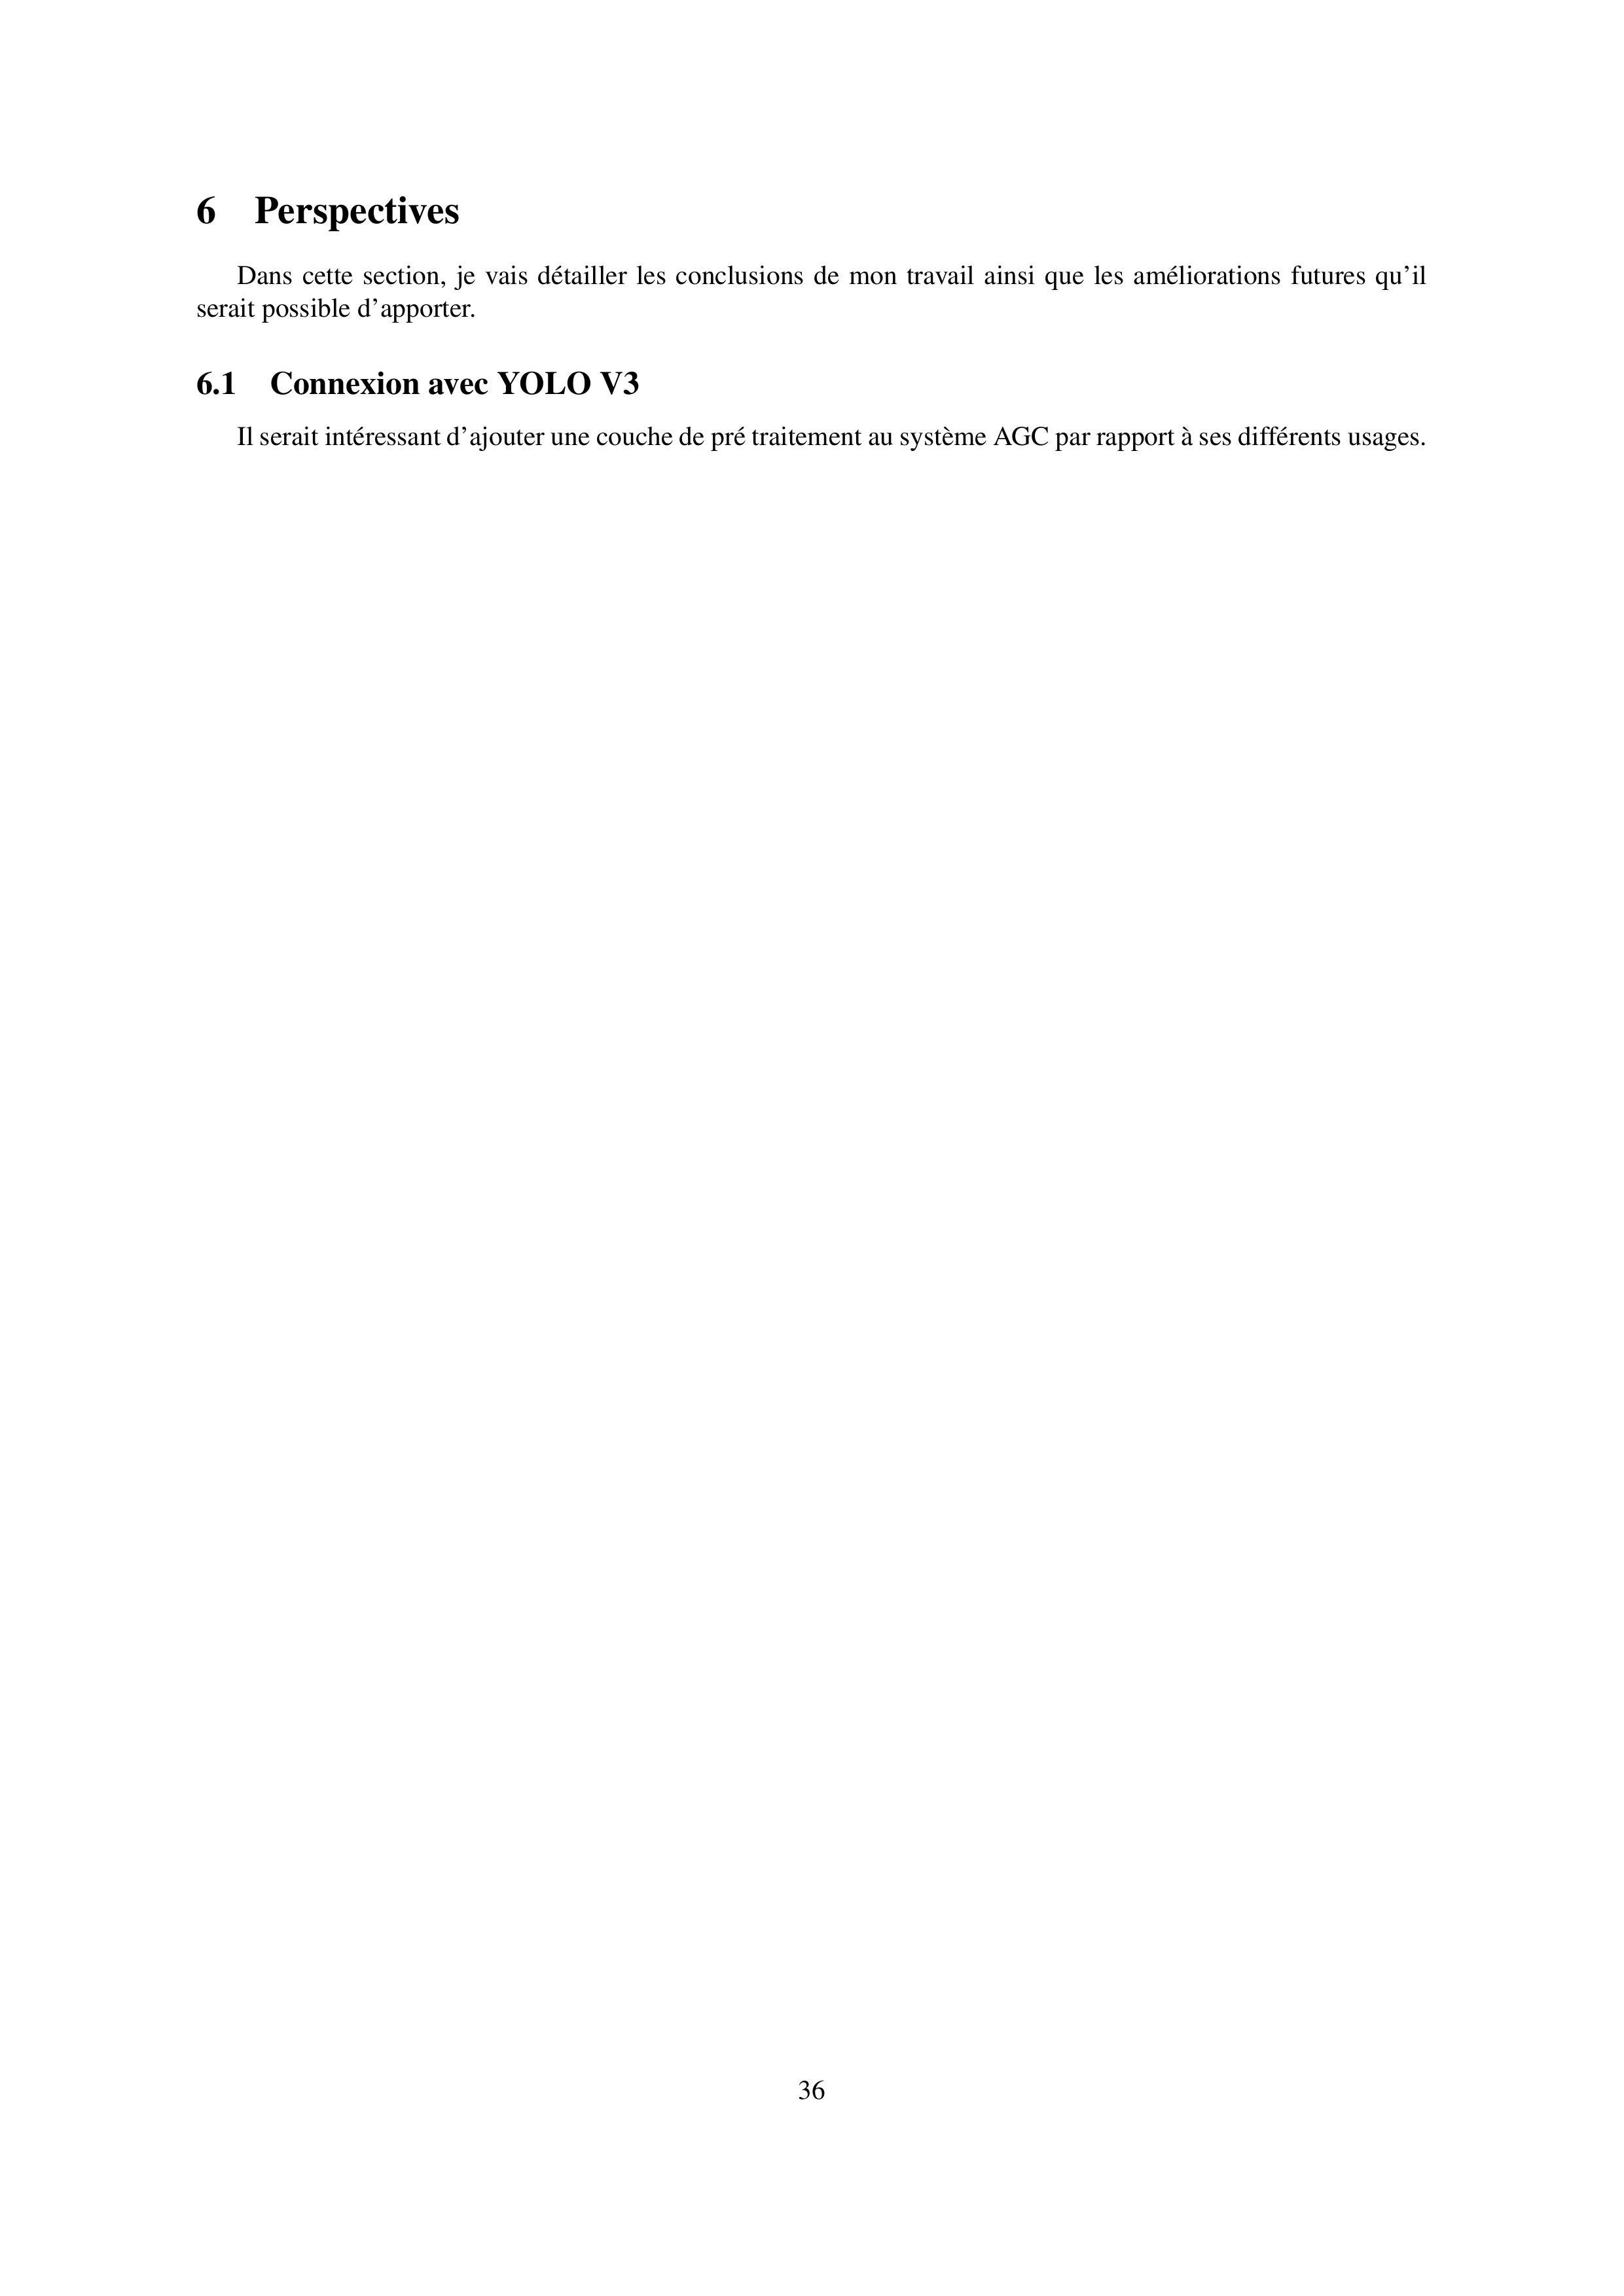 6 Perspectives
Dans cette section, je vais détailler les conclusions de mon travail ainsi que les améliorations futures qu’il
serait possible d’apporter.
6.1 Connexion avec YOLO V3
Il serait intéressant d’ajouter une couche de pré traitement au système AGC par rapport à ses différents usages.
36